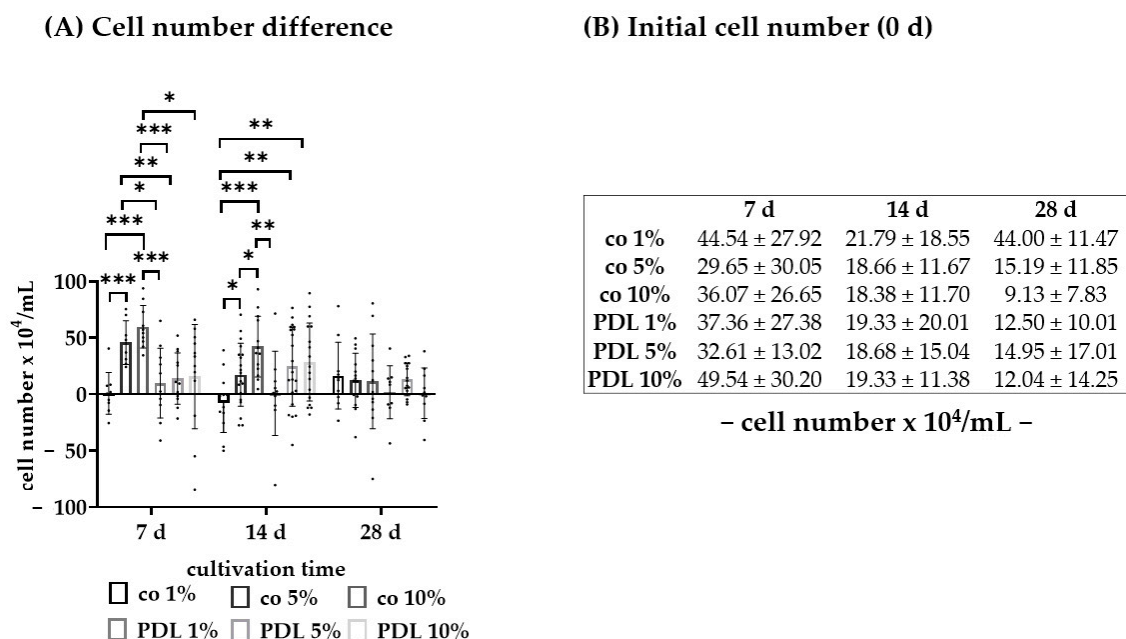 (A) Cell number difference
(B) Initial cell number (0 d)
*
***
**
**
**
*
***
***
**
***
*
***
*
***
100
50
0
– 50
– 100
cell number x 10⁴/mL
7 d
14 d
28 d
cultivation time
co 1%
co 5%
co 10%
PDL 1%
PDL 5%
PDL 10%
7 d 14 d 28 d
co 1% 44.54 ± 27.92 21.79 ± 18.55 44.00 ± 11.47
co 5% 29.65 ± 30.05 18.66 ± 11.67 15.19 ± 11.85
co 10% 36.07 ± 26.65 18.38 ± 11.70 9.13 ± 7.83
PDL 1% 37.36 ± 27.38 19.33 ± 20.01 12.50 ± 10.01
PDL 5% 32.61 ± 13.02 18.68 ± 15.04 14.95 ± 17.01
PDL 10% 49.54 ± 30.20 19.33 ± 11.38 12.04 ± 14.25
– cell number x 10⁴/mL –